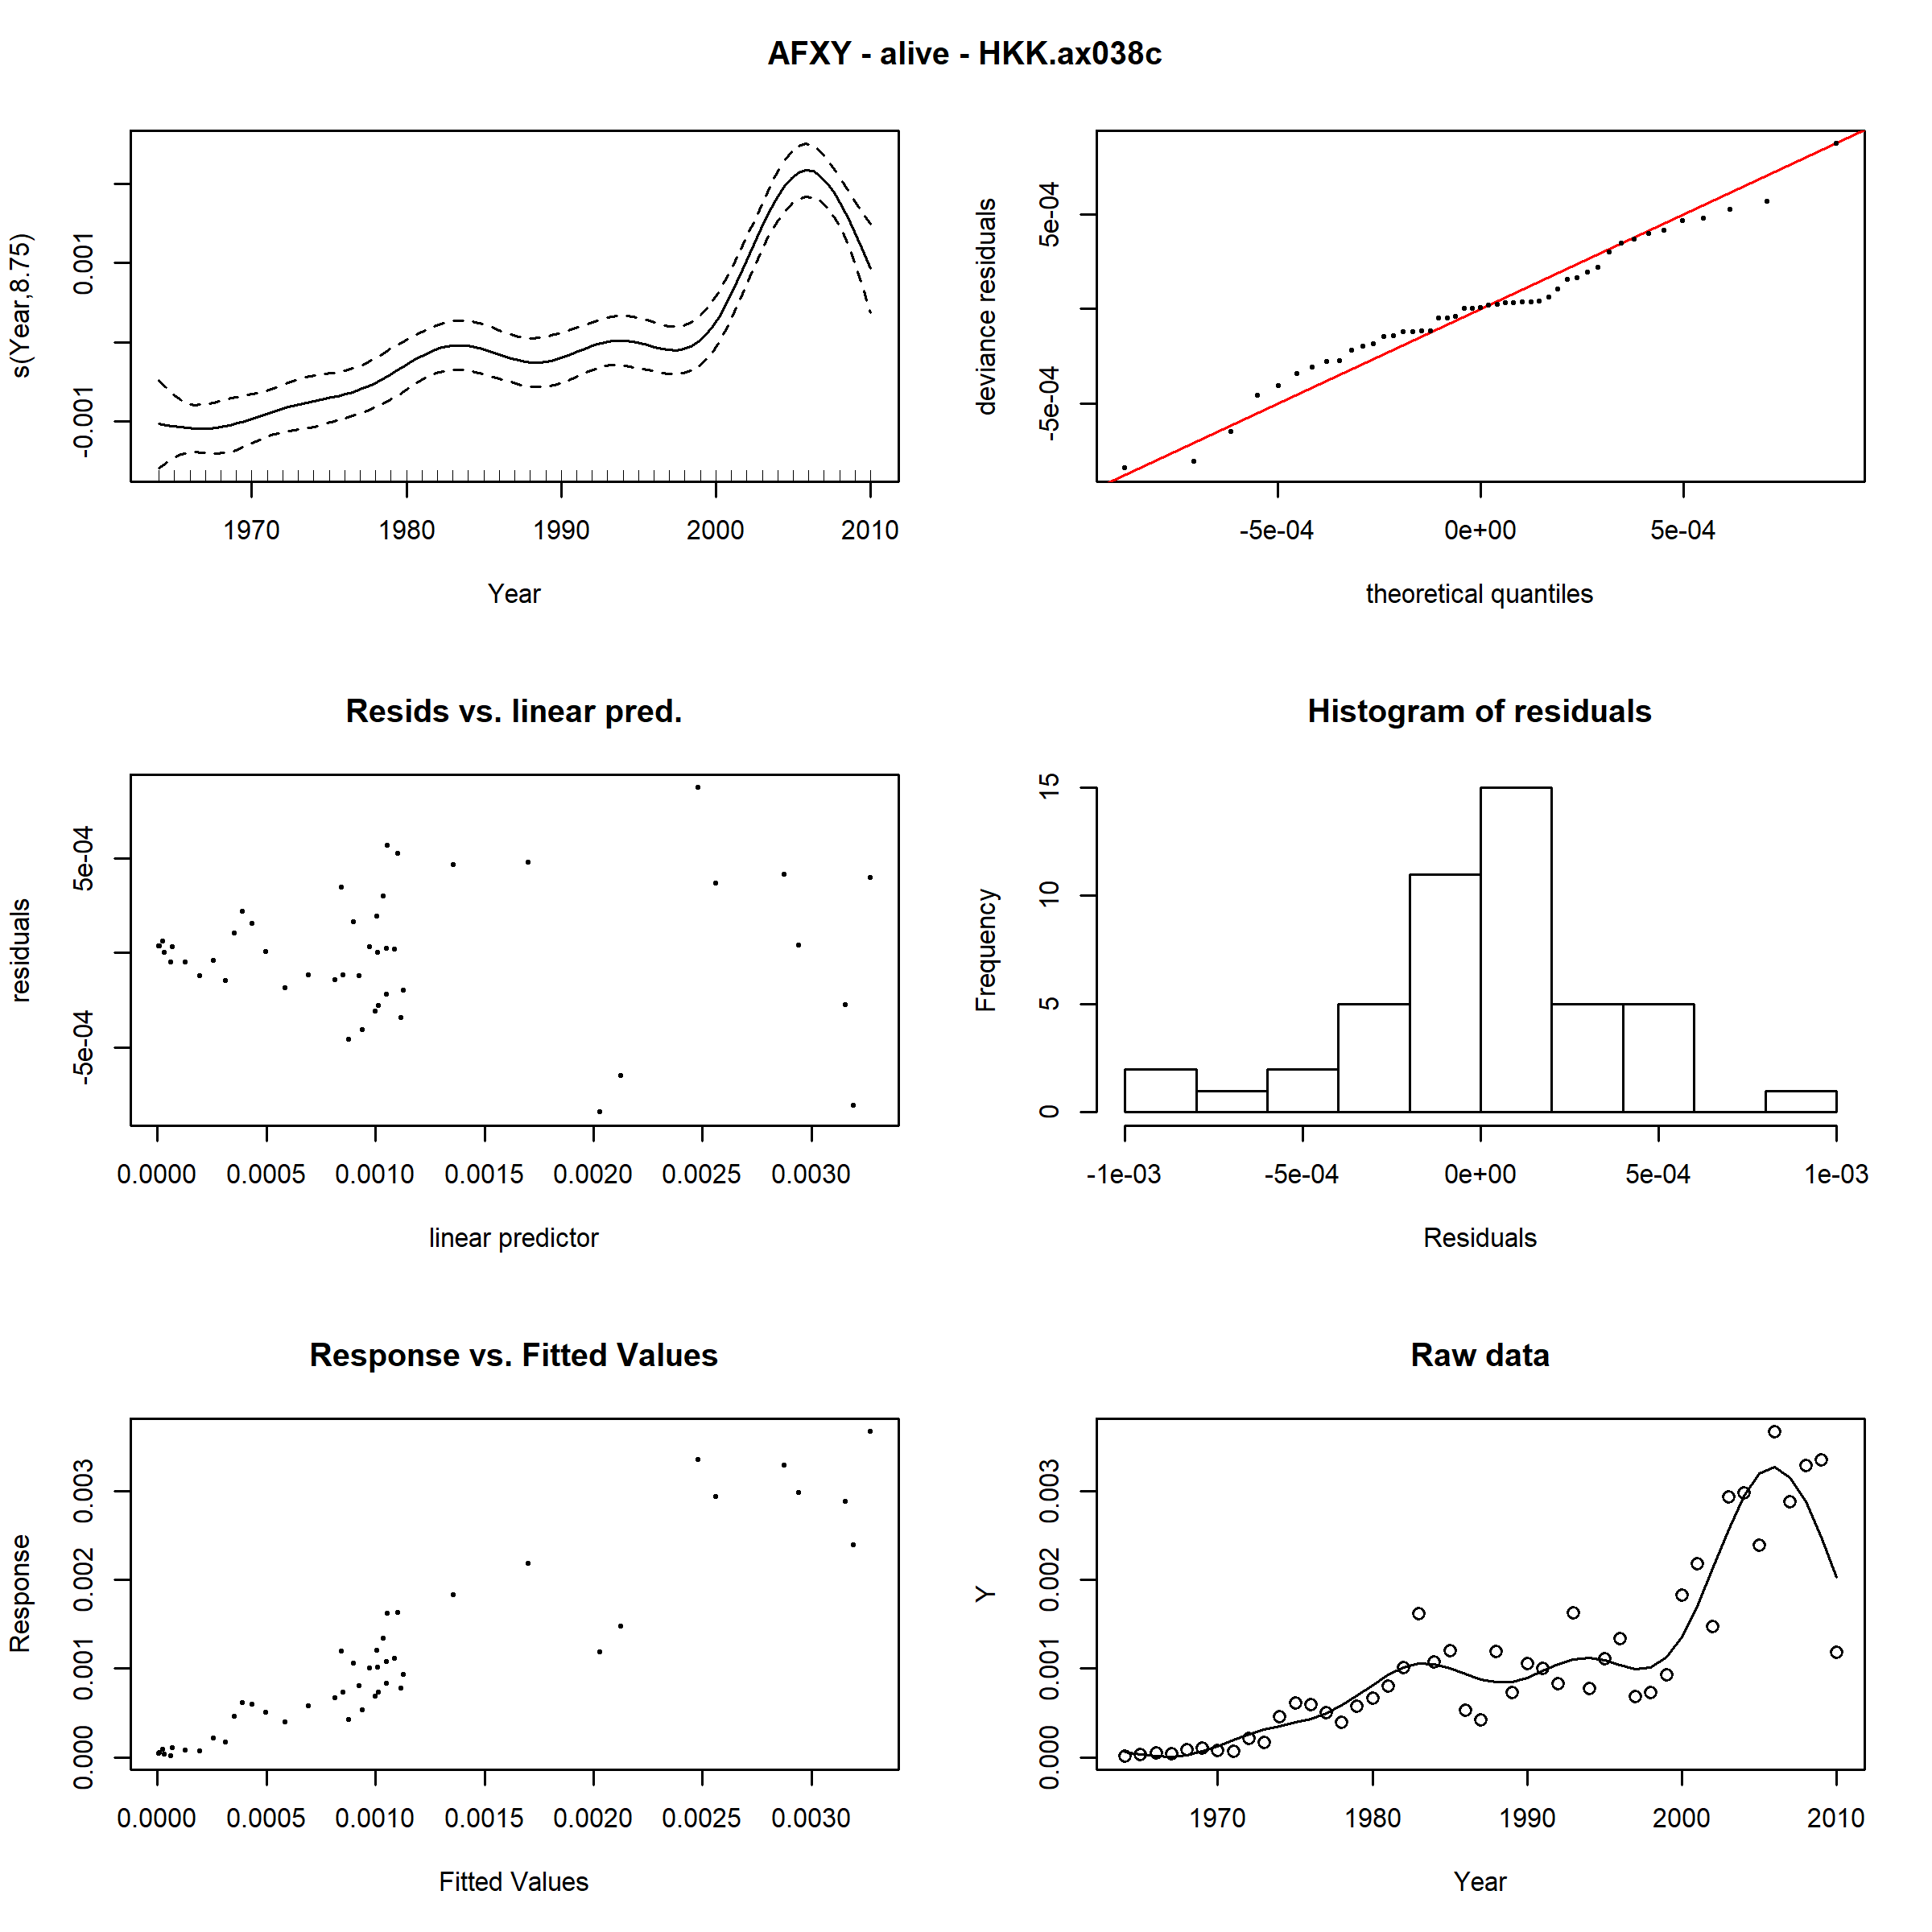 AFXY - alive - HKK.ax038c
s(Year,8.75)
-0.001 0.001
1970 1980 1990 2000 2010
Year
deviance residuals
-5e-04 5e-04
-5e-04 0e+00 5e-04
theoretical quantiles
Resids vs. linear pred.
residuals
-5e-04 5e-04
0.0000 0.0005 0.0010 0.0015 0.0020 0.0025 0.0030
linear predictor
Histogram of residuals
Frequency
0 5 10 15
-1e-03 -5e-04 0e+00 5e-04 1e-03
Residuals
Response vs. Fitted Values
Response
0.000 0.001 0.002 0.003
0.0000 0.0005 0.0010 0.0015 0.0020 0.0025 0.0030
Fitted Values
Raw data
Y
0.000 0.001 0.002 0.003
1970 1980 1990 2000 2010
Year